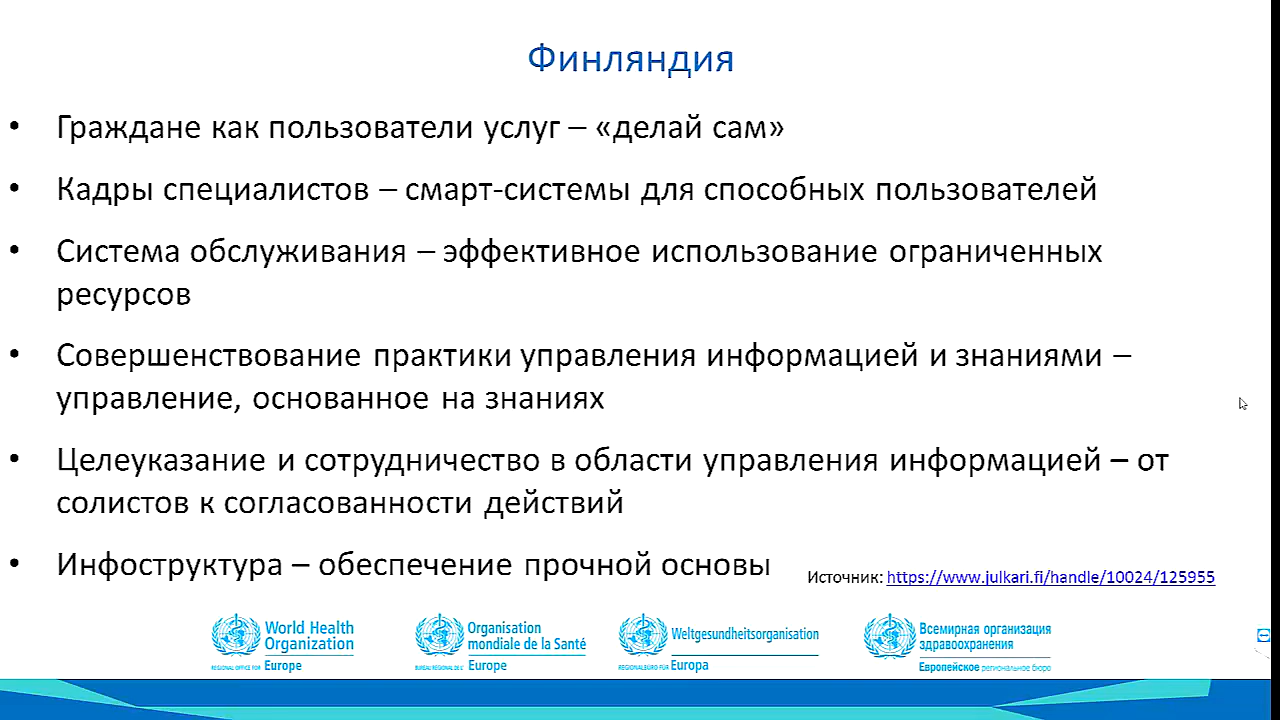 Финляндия
• Граждане как пользователи услуг – «делай сам»
• Кадры специалистов – смарт-системы для способных пользователей
• Система обслуживания – эффективное использование ограниченных
ресурсов
• Совершенствование практики управления информацией и знаниями –
управление, основанное на знаниях
• Целеуказание и сотрудничество в области управления информацией – от
солистов к согласованности действий
• Инфоструктура – обеспечение прочной основы
Источник: https://www.julkari.fi/handle/10024/125955
World Health
Organization
REGIONAL OFFICE FOR Europe
Organisation
mondiale de la Santé
BUREAU RÉGIONAL DE L' Europe
Weltgesundheitsorganisation
REGIONALBÜRO FÜR Europa
Всемирная организация
здравоохранения
Европейское региональное бюро